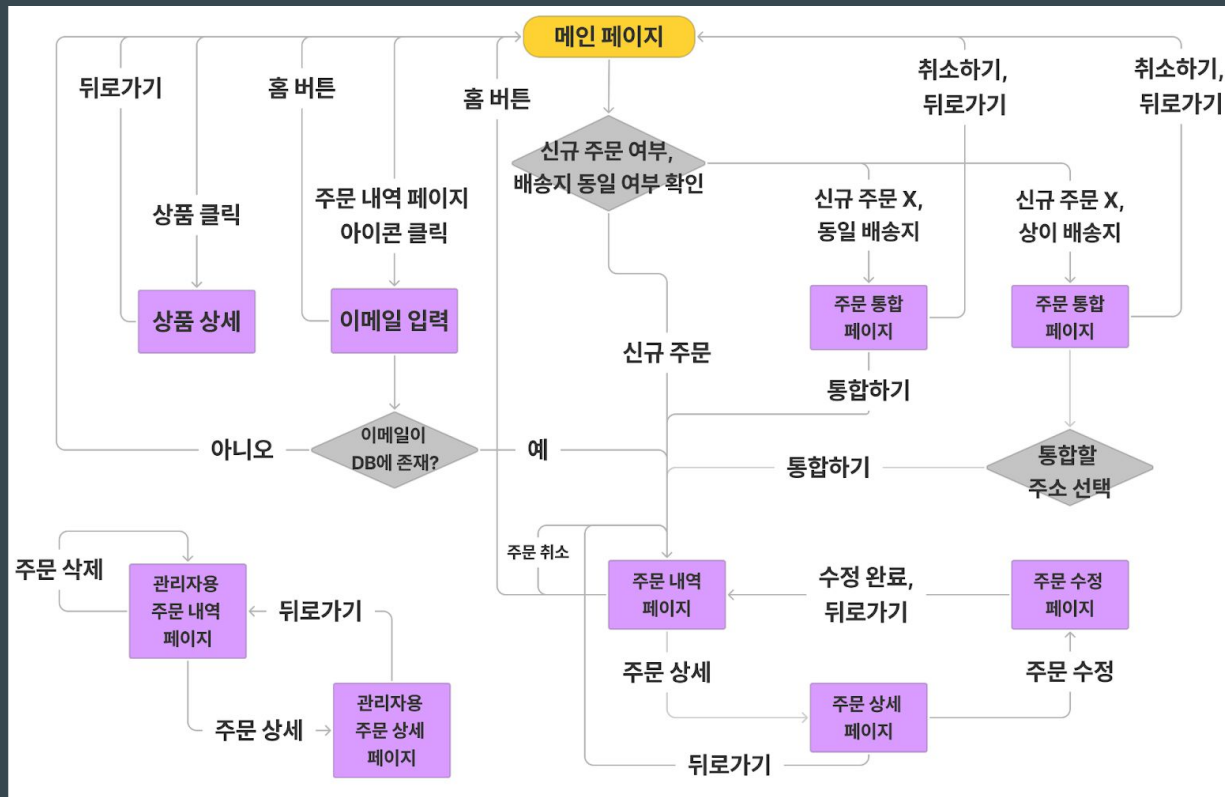 메인 페이지
뒤로가기
홈 버튼
홈 버튼
취소하기,
뒤로가기
취소하기,
뒤로가기
신규 주문 여부,
배송지 동일 여부 확인
상품 클릭
주문 내역 페이지
아이콘 클릭
신규 주문 X,
동일 배송지
신규 주문 X,
상이 배송지
상품 상세
이메일 입력
주문 통합
페이지
주문 통합
페이지
신규 주문
통합하기
아니오
이메일이
DB에 존재?
예
통합하기
통합할
주소 선택
주문 삭제
관리자용
주문 내역
페이지
뒤로가기
주문 취소
주문 내역
페이지
수정 완료,
뒤로가기
주문 수정
페이지
주문 상세
주문 수정
주문 상세
관리자용
주문 상세
페이지
주문 상세
페이지
뒤로가기